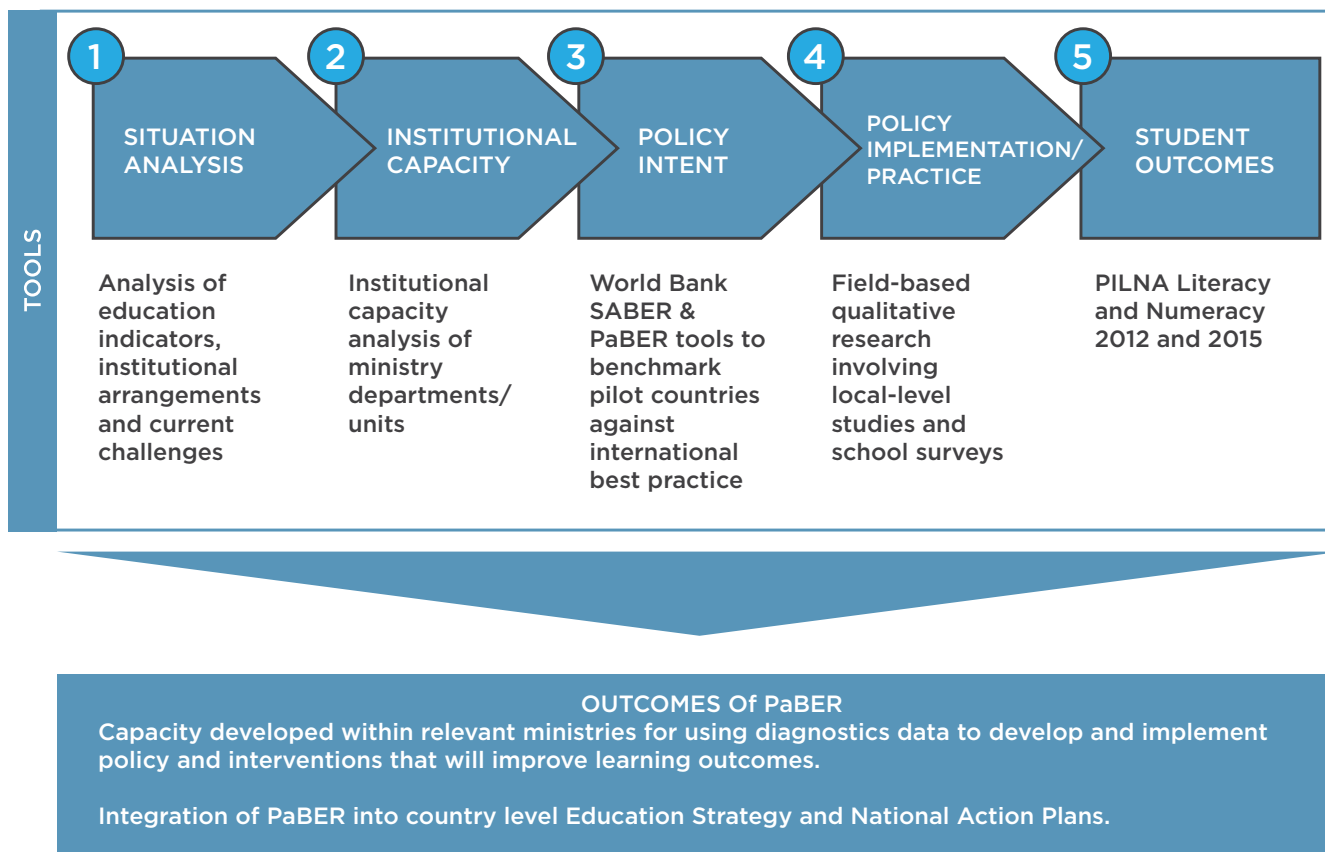 TOOLS
1
SITUATION
ANALYSIS
Analysis of
education
indicators,
institutional
arrangements
and current
challenges
2
INSTITUTIONAL
CAPACITY
Institutional
capacity
analysis of
ministry
departments/
units
3
POLICY
INTENT
World Bank
SABER &
PaBER tools to
benchmark
pilot countries
against
international
best practice
4
POLICY
IMPLEMENTATION/
PRACTICE
Field-based
qualitative
research
involving
local-level
studies and
school surveys
5
STUDENT
OUTCOMES
PILNA Literacy
and Numeracy
2012 and 2015
OUTCOMES Of PaBER
Capacity developed within relevant ministries for using diagnostics data to develop and implement
policy and interventions that will improve learning outcomes.
Integration of PaBER into country level Education Strategy and National Action Plans.